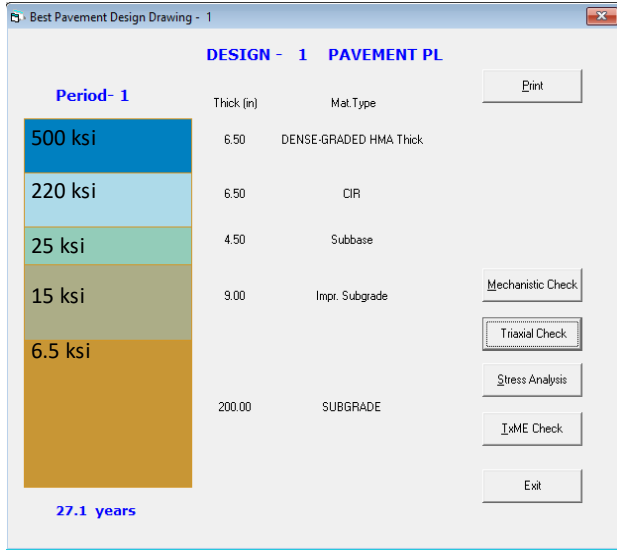 Best Pavement Design Drawing - 1
DESIGN - 1 PAVEMENT PL
Print
Period- 1
Thick (in) Mat.Type
500 ksi 6.50 DENSE-GRADED HMA Thick
220 ksi 6.50 CIR
25 ksi 4.50 Subbase
Mechanistic Check
15 ksi 9.00 Impr. Subgrade
Triaxial Check
6.5 ksi
Stress Analysis
200.00 SUBGRADE
TxME Check
Exit
27.1 years